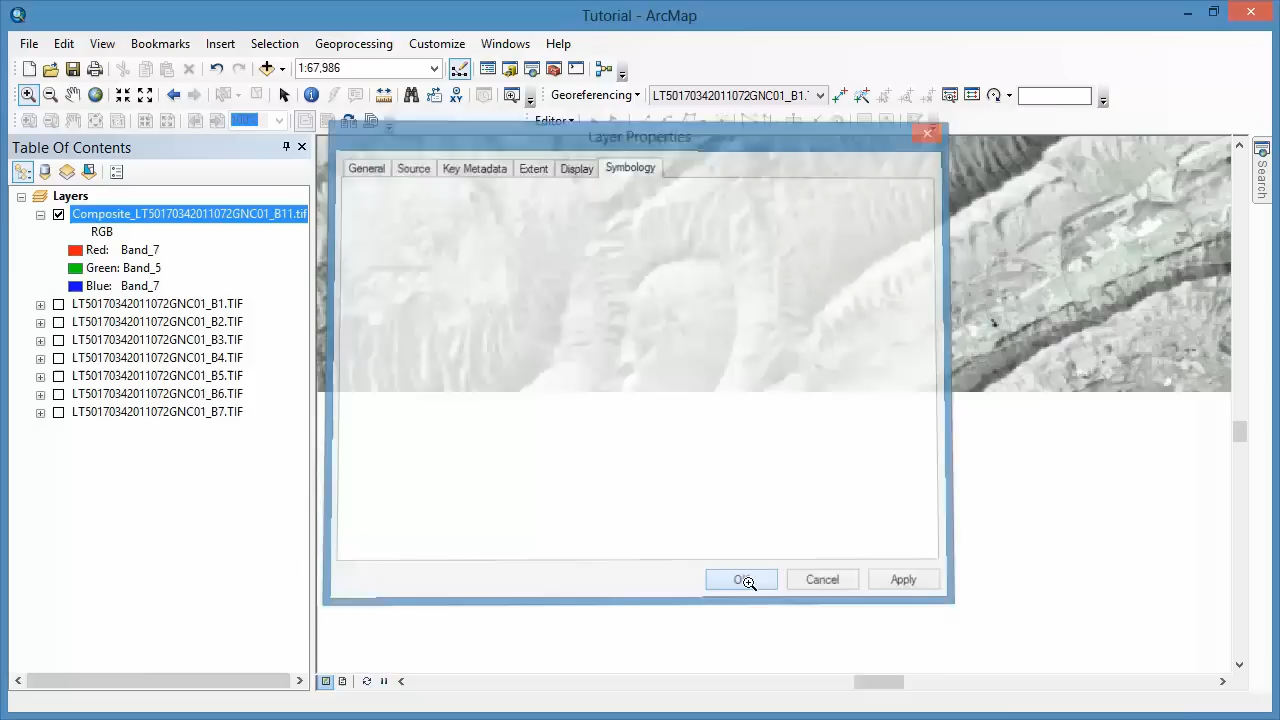 Tutorial - ArcMap
File Edit View Bookmarks Insert Selection Geoprocessing Customize Windows Help
1:67,986
Georeferencing LT50170342011072GNC01_B1.
100%
Editor
Table Of Contents
Layer Properties
General Source Key Metadata Extent Display Symbology
Search
Layers
Composite_LT50170342011072GNC01_B11.tif
RGB
Red: Band_7
Green: Band_5
Blue: Band_7
LT50170342011072GNC01_B1.TIF
LT50170342011072GNC01_B2.TIF
LT50170342011072GNC01_B3.TIF
LT50170342011072GNC01_B4.TIF
LT50170342011072GNC01_B5.TIF
LT50170342011072GNC01_B6.TIF
LT50170342011072GNC01_B7.TIF
OK Cancel Apply